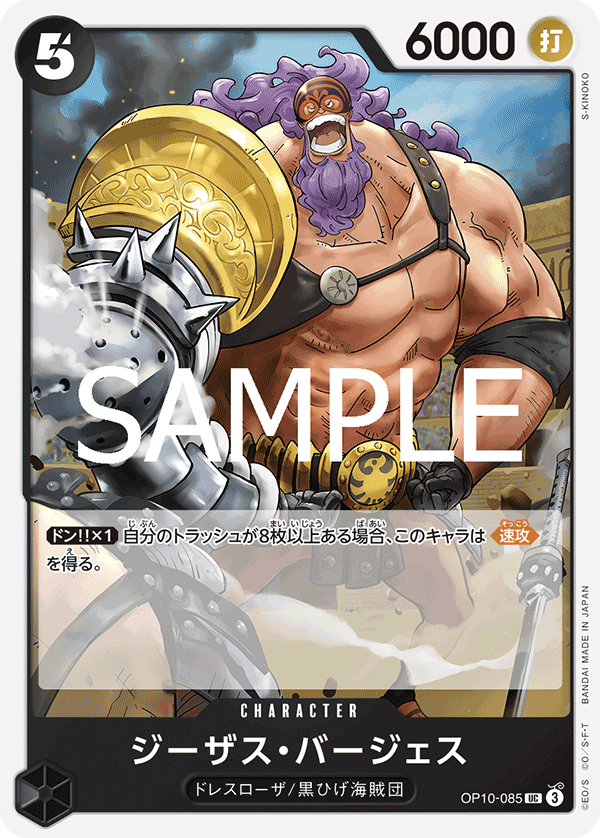 5
6000
打
S-KINOKO
SAMPLE
ドン!!×1 自分のトラッシュが8枚以上ある場合、このキャラは 速攻
を得る。
CHARACTER
ジーザス・バージェス
ドレスローザ/黒ひげ海賊団
OP10-085 UC 3
©E.O/S ©O/S・F・T BANDAI MADE IN JAPAN